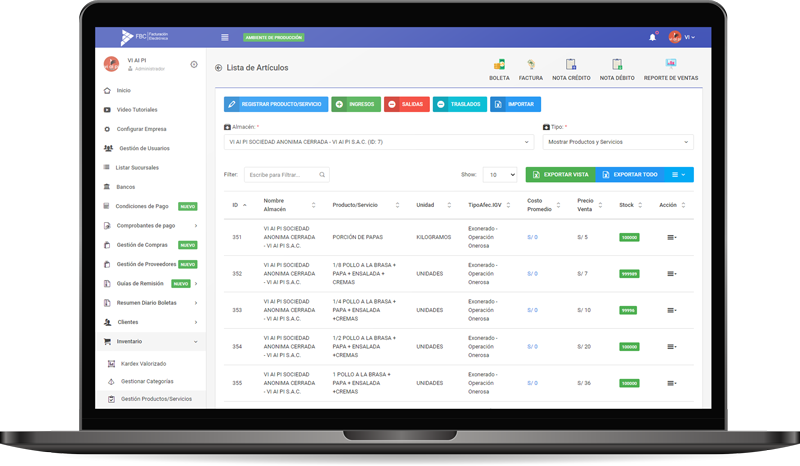 FBC Facturación Electrónica
AMBIENTE DE PRODUCCIÓN
VI
VI AI PI
Administrador
Inicio
Video Tutoriales
Configurar Empresa
Gestión de Usuarios
Listar Sucursales
Bancos
Condiciones de Pago NUEVO
Comprobantes de pago
Gestión de Compras NUEVO
Gestión de Proveedores NUEVO
Guías de Remisión NUEVO
Resumen Diario Boletas
Clientes
Inventario
Kardex Valorizado
Gestionar Categorías
Gestión Productos/Servicios
Lista de Artículos
BOLETA FACTURA NOTA CRÉDITO NOTA DÉBITO REPORTE DE VENTAS
REGISTRAR PRODUCTO/SERVICIO INGRESOS SALIDAS TRASLADOS IMPORTAR
Almacén: * Tipo: *
VI AI PI SOCIEDAD ANONIMA CERRADA - VI AI PI S.A.C. (ID: 7) Mostrar Productos y Servicios
Filter: Escribe para Filtrar... Show: 10 EXPORTAR VISTA EXPORTAR TODO
ID Nombre Almacén Producto/Servicio Unidad TipoAfec.IGV Costo Promedio Precio Venta Stock Acción
351 VI AI PI SOCIEDAD ANONIMA CERRADA - VI AI PI S.A.C. PORCIÓN DE PAPAS KILOGRAMOS Exonerado - Operación Onerosa S/ 0 S/ 5 100000
352 VI AI PI SOCIEDAD ANONIMA CERRADA - VI AI PI S.A.C. 1/8 POLLO A LA BRASA + PAPA + ENSALADA + CREMAS UNIDADES Exonerado - Operación Onerosa S/ 0 S/ 7
353 VI AI PI SOCIEDAD ANONIMA CERRADA - VI AI PI S.A.C. 1/4 POLLO A LA BRASA + PAPA + ENSALADA +CREMAS UNIDADES Exonerado - Operación Onerosa S/ 0 S/ 10
354 VI AI PI SOCIEDAD ANONIMA CERRADA - VI AI PI S.A.C. 1/2 POLLO A LA BRASA + PAPA + ENSALADA +CREMAS UNIDADES Exonerado - Operación Onerosa S/ 0 S/ 20 100000
355 VI AI PI SOCIEDAD ANONIMA CERRADA - VI AI PI S.A.C. 1 POLLO A LA BRASA + PAPA + ENSALADA +CREMAS UNIDADES Exonerado - Operación Onerosa S/ 0 S/ 36 100000